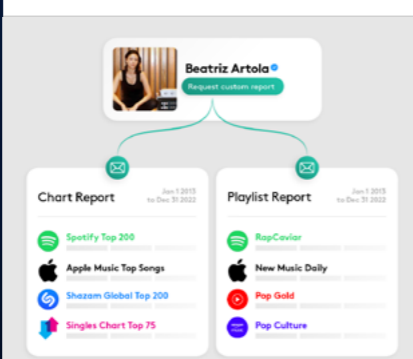 Beatriz Artola
Request custom report
Chart Report
Jan 1 2015
to Dec 31 2022
Spotify Top 200
Apple Music Top Songs
Shazam Global Top 200
Singles Chart Top 75
Playlist Report
Jan 1 2015
to Dec 31 2022
RapCaviar
New Music Daily
Pop Gold
Pop Culture